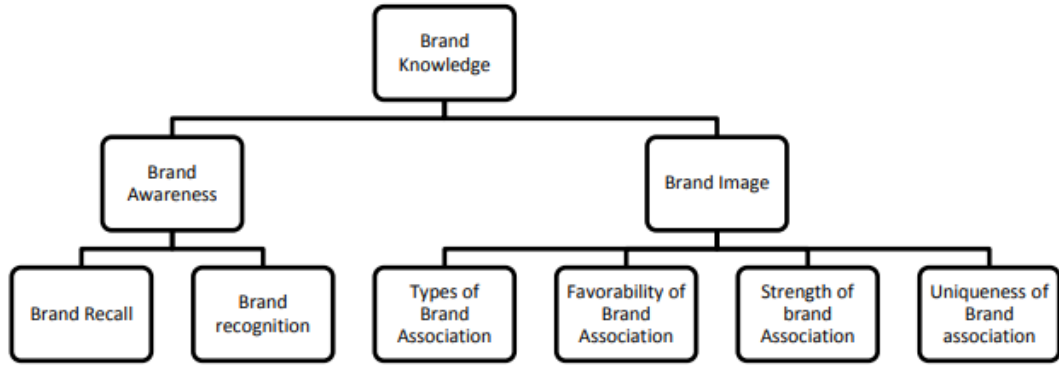 Brand
Knowledge
Brand
Awareness
Brand Image
Brand Recall
Brand
recognition
Types of
Brand
Association
Favorability of
Brand
Association
Strength of
brand
Association
Uniqueness of
Brand
association